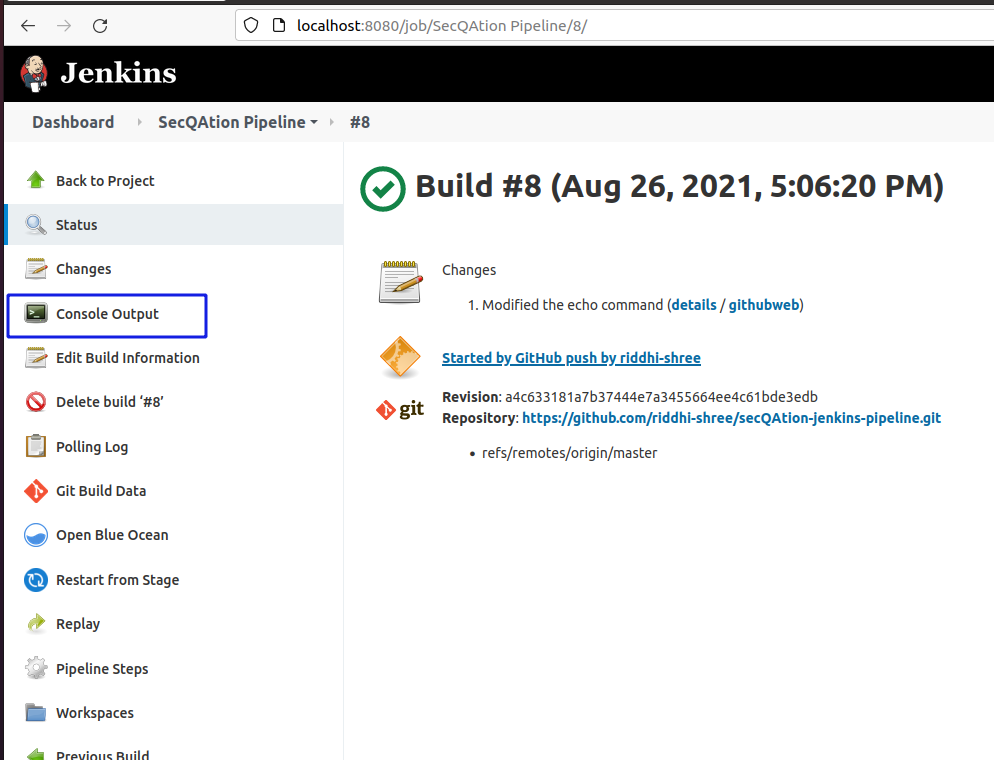 localhost:8080/job/SecQAtion Pipeline/8/
Jenkins
Dashboard SecQAtion Pipeline #8
Back to Project
Status
Changes
Console Output
Edit Build Information
Delete build ‘#8’
Polling Log
Git Build Data
Open Blue Ocean
Restart from Stage
Replay
Pipeline Steps
Workspaces
Previous Build
Build #8 (Aug 26, 2021, 5:06:20 PM)
Changes
1. Modified the echo command (details / githubweb)
Started by GitHub push by riddhi-shree
git
Revision: a4c633181a7b37444e7a3455664ee4c61bde3edb
Repository: https://github.com/riddhi-shree/secQAtion-jenkins-pipeline.git
• refs/remotes/origin/master